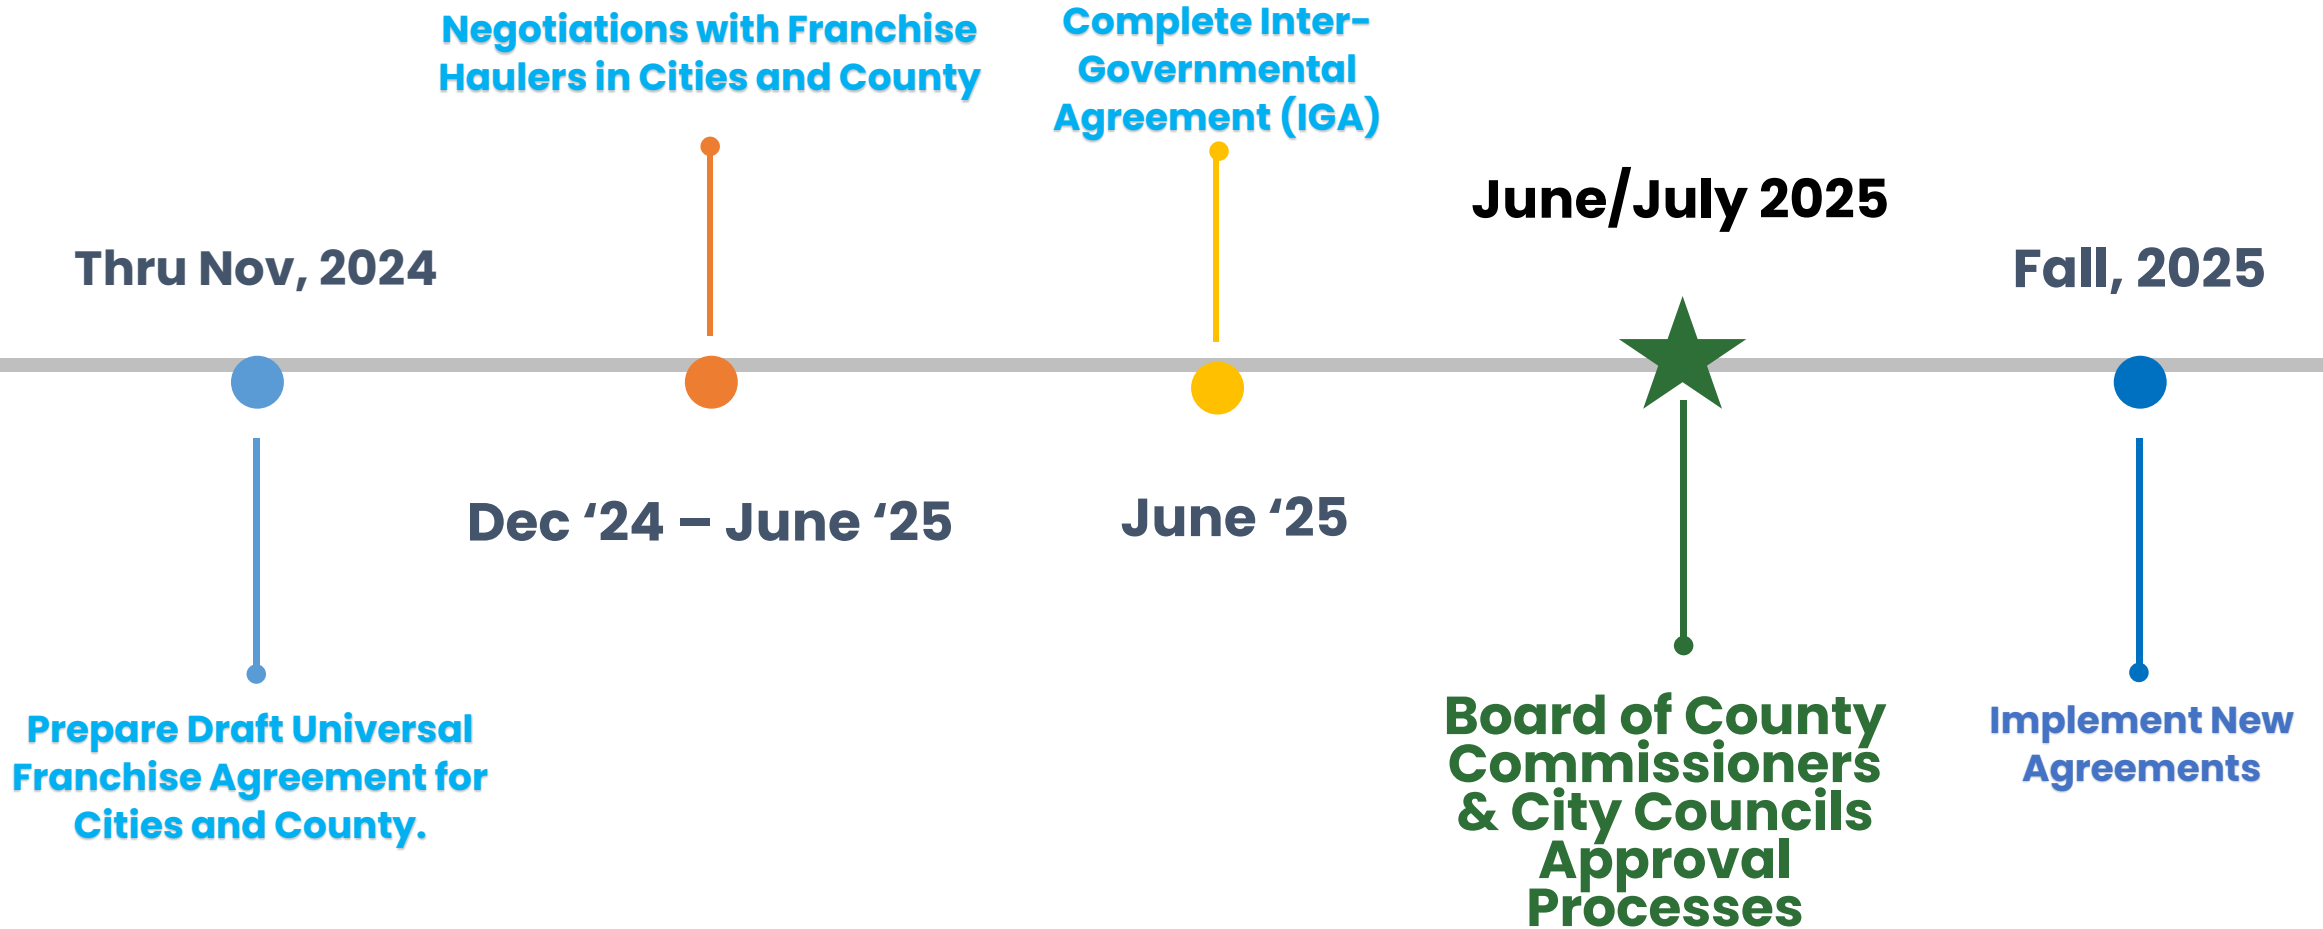 Negotiations with Franchise
Haulers in Cities and County
Complete Inter-
Governmental
Agreement (IGA)
June/July 2025
Thru Nov, 2024
Fall, 2025
Dec ‘24 – June ‘25
June ‘25
Prepare Draft Universal
Franchise Agreement for
Cities and County.
Board of County
Commissioners
& City Councils
Approval
Processes
Implement New
Agreements